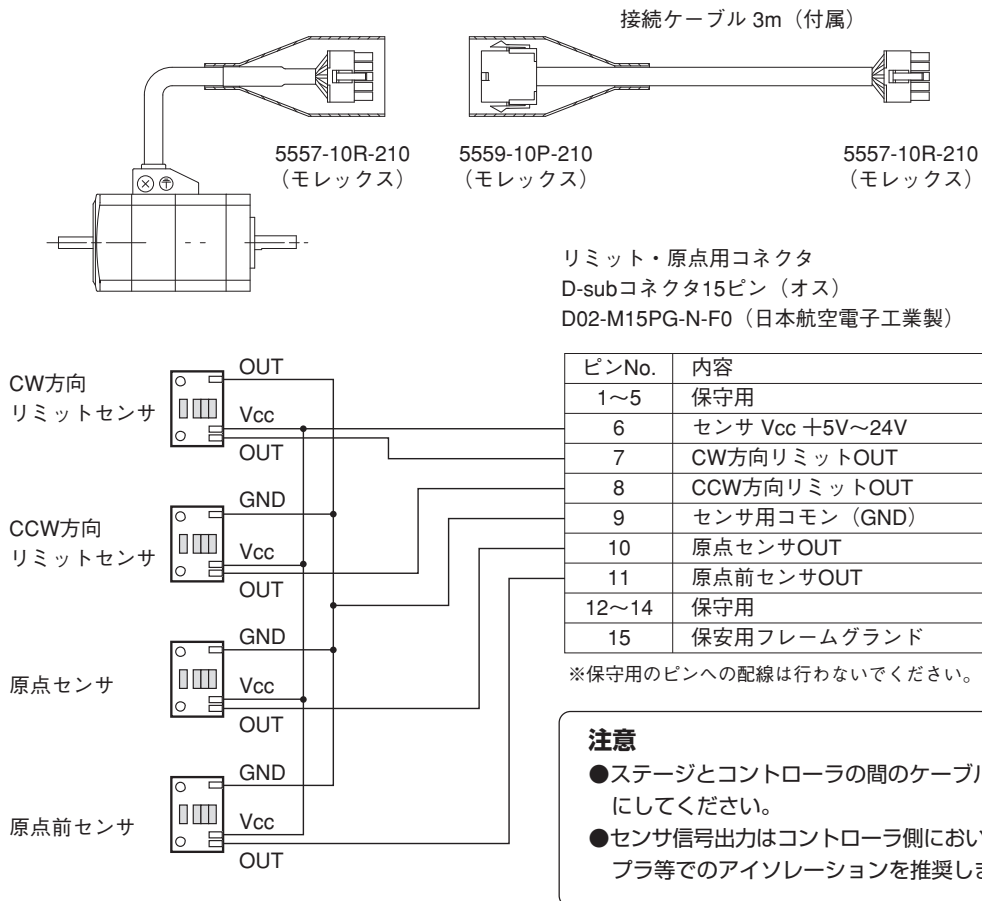 接続ケーブル 3m（付属）
5557-10R-210
（モレックス）
5559-10P-210
（モレックス）
5557-10R-210
（モレックス）
リミット・原点用コネクタ
D-subコネクタ15ピン（オス）
D02-M15PG-N-F0（日本航空電子工業製）
CW方向
リミットセンサ
OUT
Vcc
OUT
CCW方向
リミットセンサ
GND
Vcc
OUT
原点センサ
GND
Vcc
OUT
原点前センサ
GND
Vcc
OUT
ピンNo. 内容
1～5 保守用
6 センサ Vcc ＋5V～24V
7 CW方向リミットOUT
8 CCW方向リミットOUT
9 センサ用コモン（GND）
10 原点センサOUT
11 原点前センサOUT
12～14 保守用
15 保安用フレームグランド
※保守用のピンへの配線は行わないでください。
注意
●ステージとコントローラの間のケーブル
にしてください。
●センサ信号出力はコントローラ側におい
プラ等でのアイソレーションを推奨しま